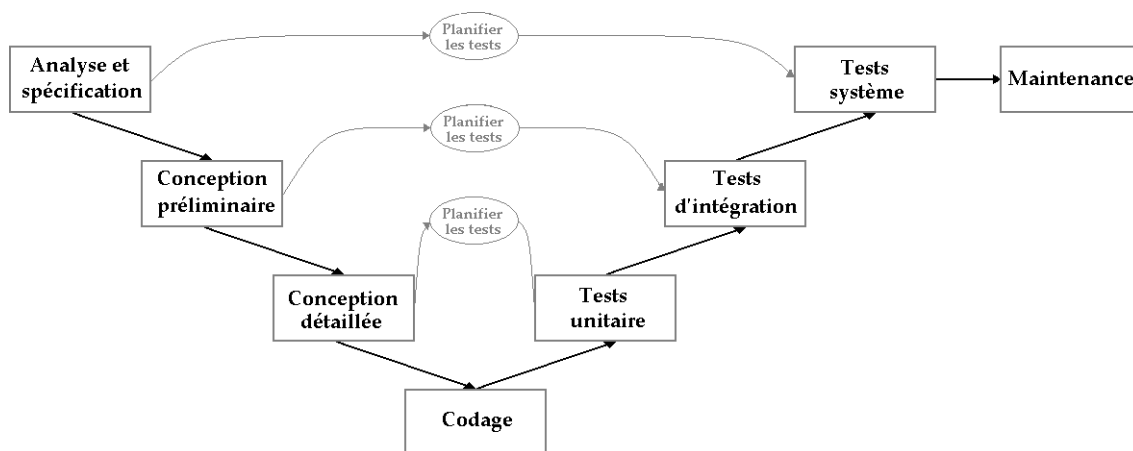 Planifier
les tests
Analyse et
spécification
Tests
système
Maintenance
Planifier
les tests
Conception
préliminaire
Tests
d'intégration
Planifier
les tests
Conception
détaillée
Tests
unitaire
Codage